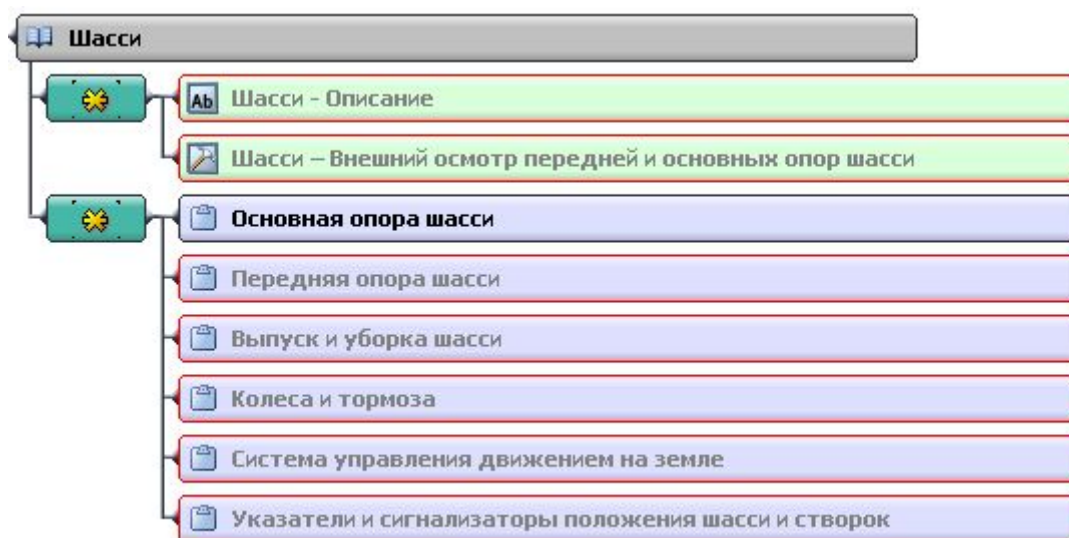 Шасси
Ab Шасси - Описание
Шасси – Внешний осмотр передней и основных опор шасси
Основная опора шасси
Передняя опора шасси
Выпуск и уборка шасси
Колеса и тормоза
Система управления движением на земле
Указатели и сигнализаторы положения шасси и створок